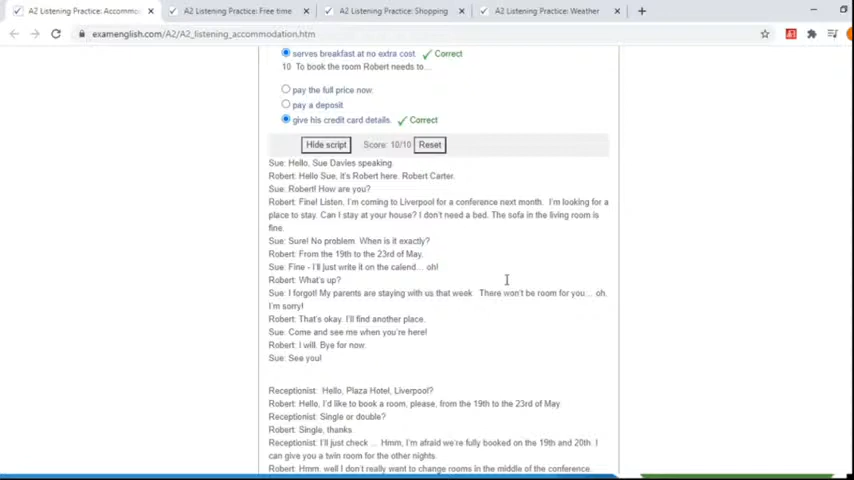 A2 Listening Practice: Accommo
A2 Listening Practice: Free time
A2 Listening Practice: Shopping
A2 Listening Practice: Weather
examenglish.com/A2/A2_listening_accommodation.htm
serves breakfast at no extra cost. Correct
10 To book the room Robert needs to...
pay the full price now.
pay a deposit
give his credit card details. Correct
Hide script Score: 10/10 Reset
Sue: Hello, Sue Davies speaking.
Robert: Hello Sue, it's Robert here. Robert Carter.
Sue: Robert! How are you?
Robert: Fine! Listen, I'm coming to Liverpool for a conference next month. I'm looking for a
place to stay. Can I stay at your house? I don't need a bed. The sofa in the living room is
fine.
Sue: Sure! No problem. When is it exactly?
Robert: From the 19th to the 23rd of May.
Sue: Fine - I'll just write it on the calend... oh!
Robert: What's up?
Sue: I forgot! My parents are staying with us that week. There won't be room for you... oh.
I'm sorry!
Robert: That's okay. I'll find another place.
Sue: Come and see me when you're here!
Robert: I will. Bye for now.
Sue: See you!
Receptionist: Hello, Plaza Hotel, Liverpool?
Robert: Hello, I'd like to book a room, please, from the 19th to the 23rd of May.
Receptionist: Single or double?
Robert: Single, thanks.
Receptionist: I'll just check ... Hmm, I'm afraid we're fully booked on the 19th and 20th. I
can give you a twin room for the other nights.
Robert: Hmm, well I don't really want to change rooms in the middle of the conference.